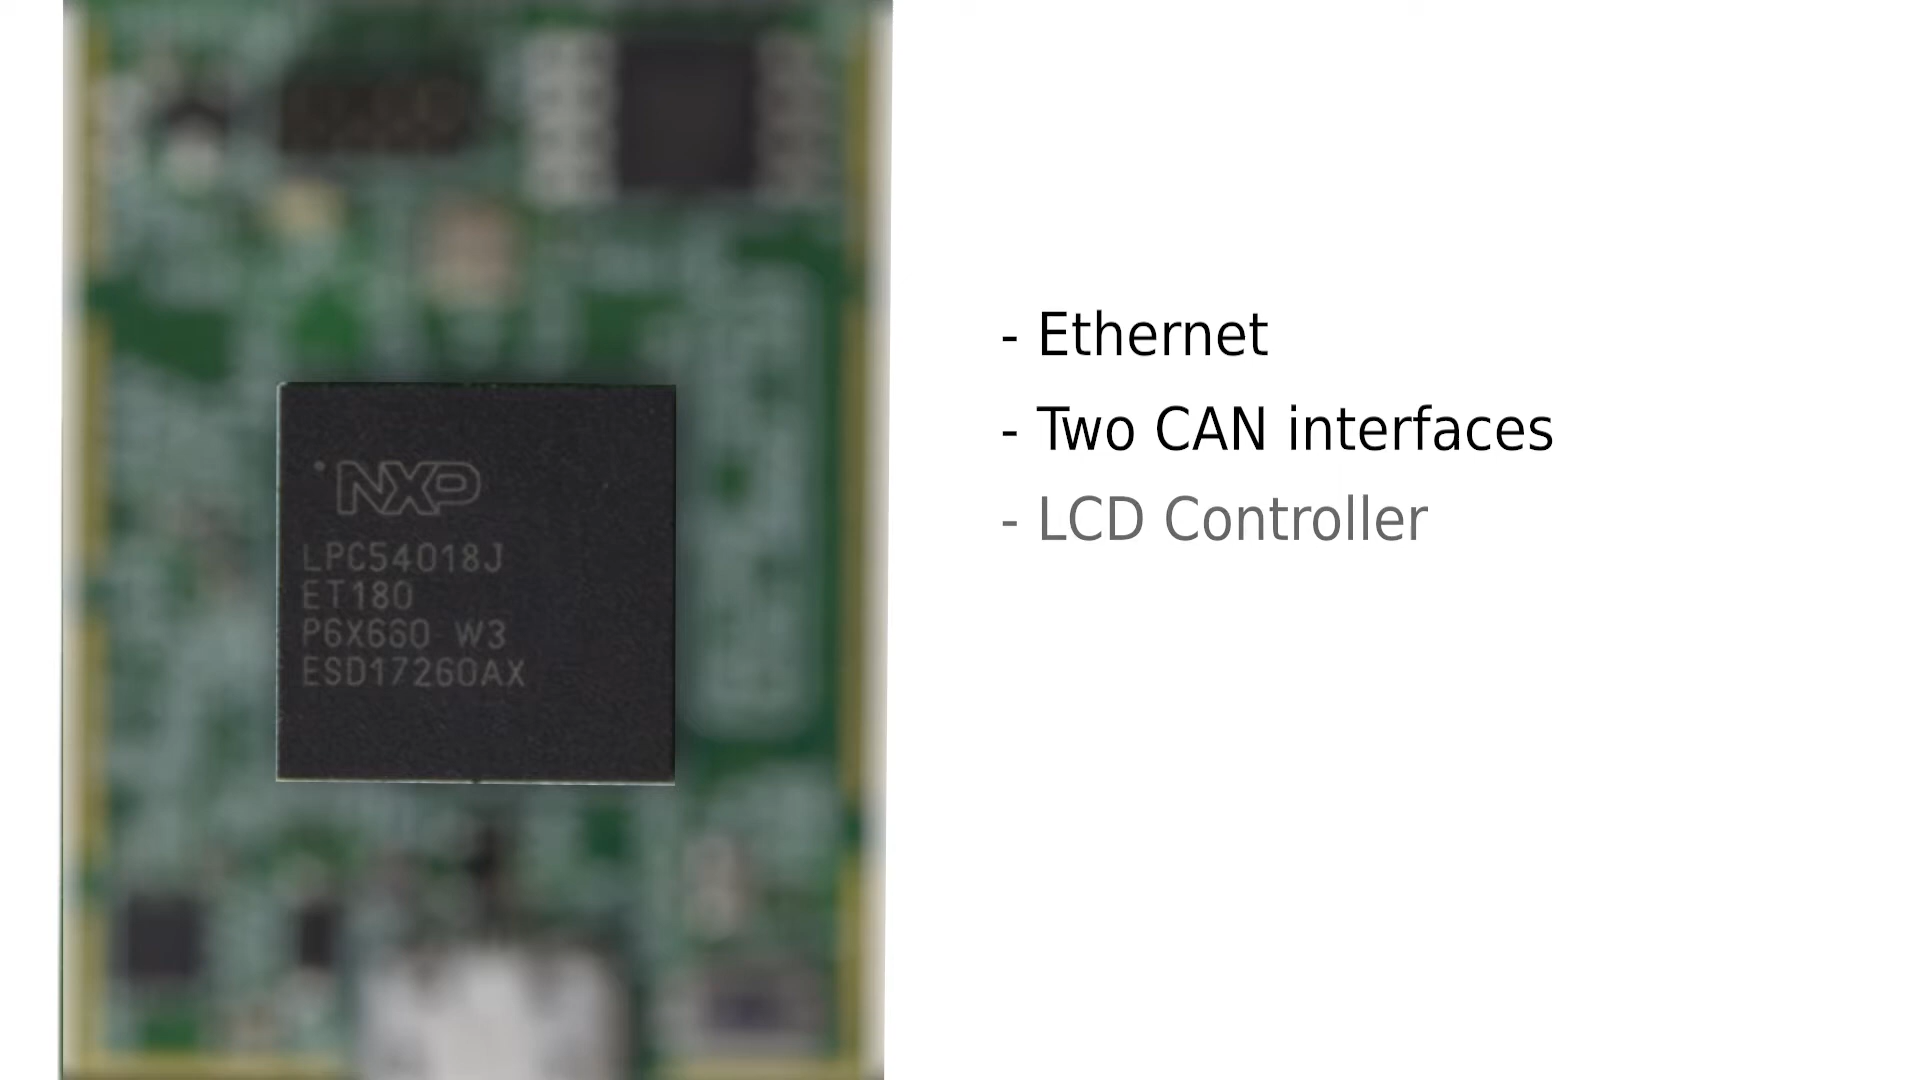 NXP
LPC54018J
ET180
P6X660 W3
ESD17260AX
- Ethernet
- Two CAN interfaces
- LCD Controller